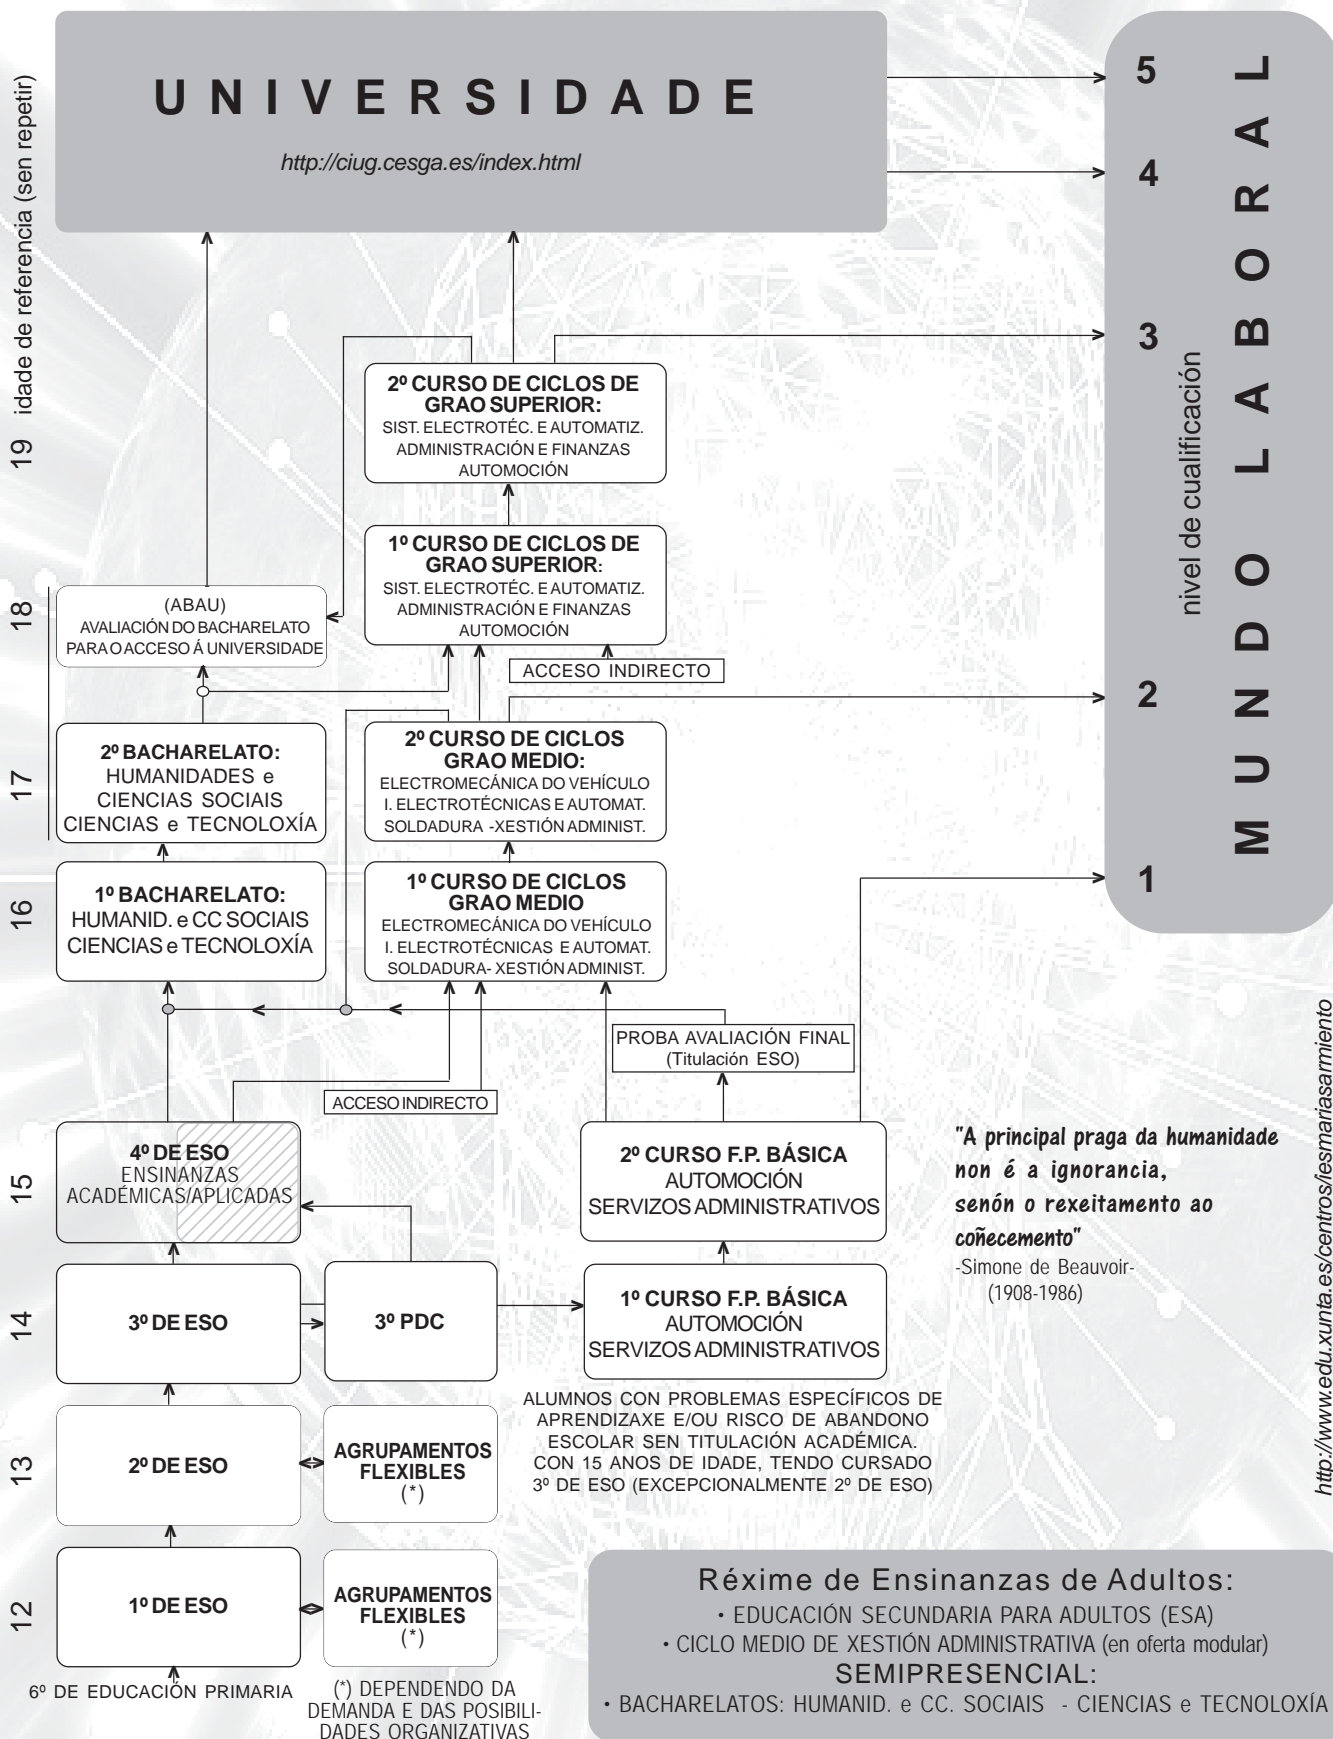 UNIVERSIDADE
http://ciug.cesga.es/index.html
5
4
3
2
1
nivel de cualificación
MUNDO LABORAL
idade de referencia (sen repetir)
19
18
17
16
15
14
13
12
2º CURSO DE CICLOS DE
GRAO SUPERIOR:
SIST. ELECTROTÉC. E AUTOMATIZ.
ADMINISTRACIÓN E FINANZAS
AUTOMOCIÓN
1º CURSO DE CICLOS DE
GRAO SUPERIOR:
SIST. ELECTROTÉC. E AUTOMATIZ.
ADMINISTRACIÓN E FINANZAS
AUTOMOCIÓN
(ABAU)
AVALIACIÓN DO BACHARELATO
PARA O ACCESO Á UNIVERSIDADE
ACCESO INDIRECTO
2º BACHARELATO:
HUMANIDADES e
CIENCIAS SOCIAIS
CIENCIAS e TECNOLOXÍA
2º CURSO DE CICLOS
GRAO MEDIO:
ELECTROMECÁNICA DO VEHÍCULO
I. ELECTROTÉCNICAS E AUTOMAT.
SOLDADURA -XESTIÓN ADMINIST.
1º BACHARELATO:
HUMANID. e CC SOCIAIS
CIENCIAS e TECNOLOXÍA
1º CURSO DE CICLOS
GRAO MEDIO
ELECTROMECÁNICA DO VEHÍCULO
I. ELECTROTÉCNICAS E AUTOMAT.
SOLDADURA- XESTIÓN ADMINIST.
PROBA AVALIACIÓN FINAL
(Titulación ESO)
ACCESO INDIRECTO
4º DE ESO
ENSINANZAS
ACADÉMICAS/APLICADAS
2º CURSO F.P. BÁSICA
AUTOMOCIÓN
SERVIZOS ADMINISTRATIVOS
"A principal praga da humanidade
non é a ignorancia,
senón o rexeitamento ao
coñecemento"
-Simone de Beauvoir-
(1908-1986)
3º DE ESO
3º PDC
1º CURSO F.P. BÁSICA
AUTOMOCIÓN
SERVIZOS ADMINISTRATIVOS
ALUMNOS CON PROBLEMAS ESPECÍFICOS DE
APRENDIZAXE E/OU RISCO DE ABANDONO
ESCOLAR SEN TITULACIÓN ACADÉMICA.
CON 15 ANOS DE IDADE, TENDO CURSADO
3º DE ESO (EXCEPCIONALMENTE 2º DE ESO)
2º DE ESO
AGRUPAMENTOS
FLEXIBLES
(*)
1º DE ESO
AGRUPAMENTOS
FLEXIBLES
(*)
6º DE EDUCACIÓN PRIMARIA
(*) DEPENDENDO DA
DEMANDA E DAS POSIBILI-
DADES ORGANIZATIVAS
http://www.edu.xunta.es/centros/iesmariasarmiento
Réxime de Ensinanzas de Adultos:
• EDUCACIÓN SECUNDARIA PARA ADULTOS (ESA)
• CICLO MEDIO DE XESTIÓN ADMINISTRATIVA (en oferta modular)
SEMIPRESENCIAL:
• BACHARELATOS: HUMANID. e CC. SOCIAIS - CIENCIAS e TECNOLOXÍA